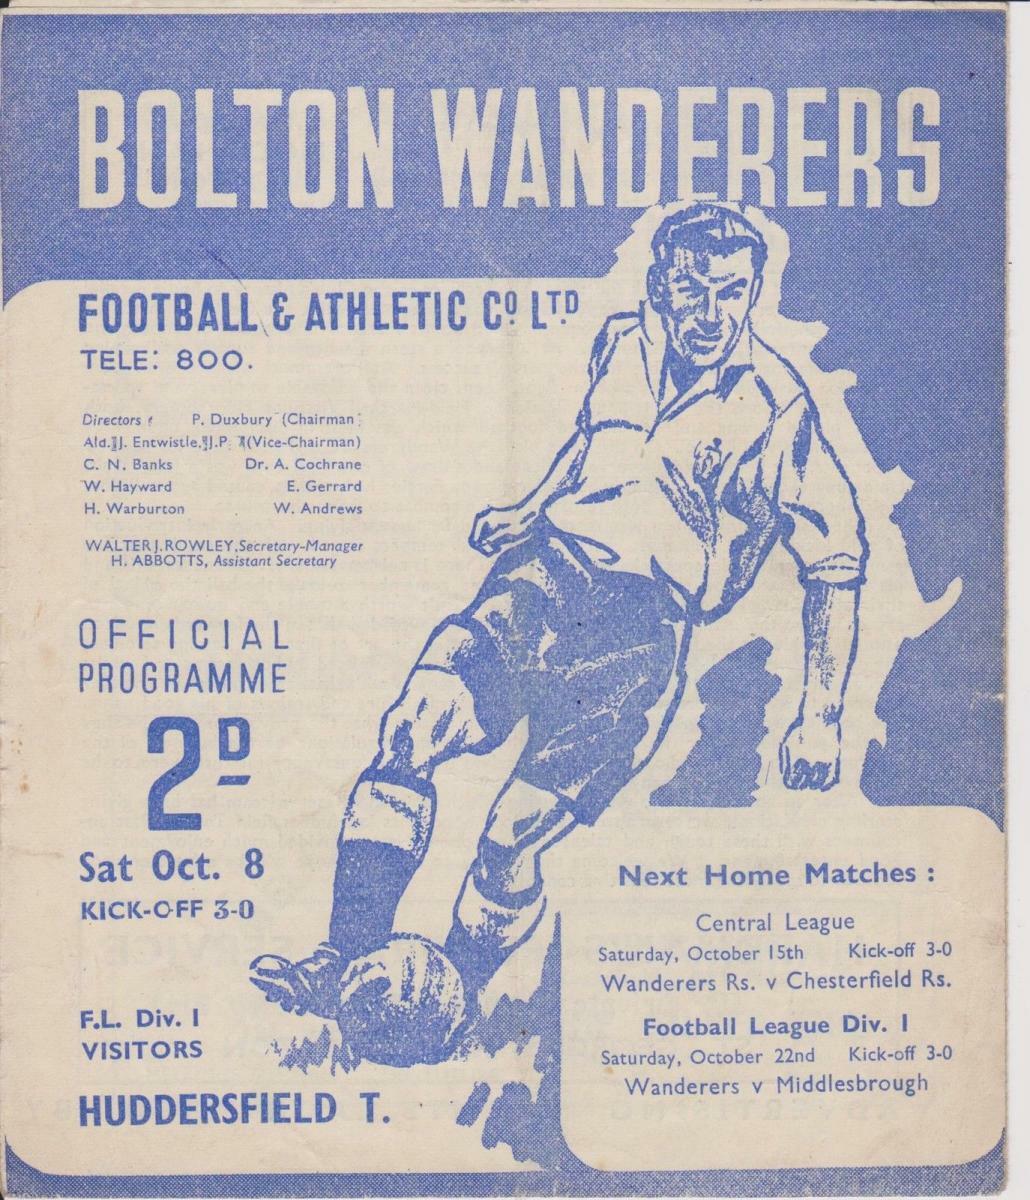 BOLTON WANDERERS
FOOTBALL & ATHLETIC Cº LTD.
TELE: 800.
Directors P. Duxbury (Chairman
Ald. J. Entwistle, J.P. (Vice-Chairman)
C. N. Banks Dr. A. Cochrane
W. Hayward E. Gerrard
H. Warburton W. Andrews
WALTER J. ROWLEY, Secretary-Manager
H. ABBOTTS, Assistant Secretary
OFFICIAL
PROGRAMME
2D
Sat Oct. 8
KICK-OFF 3-0
F.L. Div. I
VISITORS
HUDDERSFIELD T.
Next Home Matches :
Central League
Saturday, October 15th Kick-off 3-0
Wanderers Rs. v Chesterfield Rs.
Football League Div. I
Saturday, October 22nd Kick-off 3-0
Wanderers v Middlesbrough